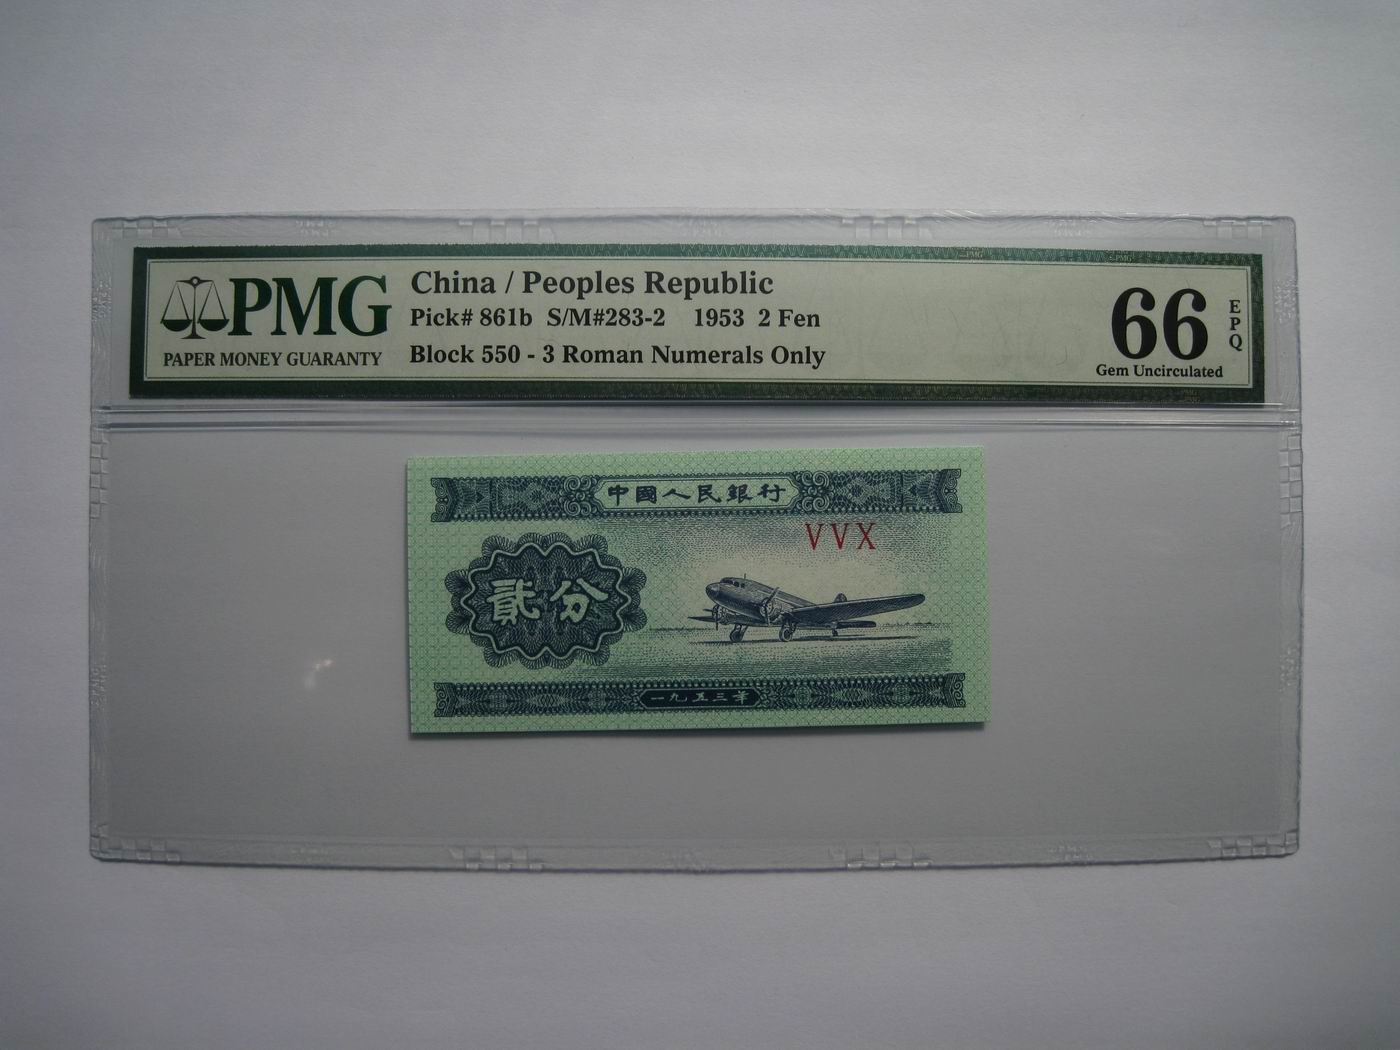 PMG
PAPER MONEY GUARANTY
China / Peoples Republic
Pick# 861b S/M#283-2 1953 2 Fen
Block 550 - 3 Roman Numerals Only
66
EPQ
Gem Uncirculated
中國人民銀行
VVX
貳分
一九五三年